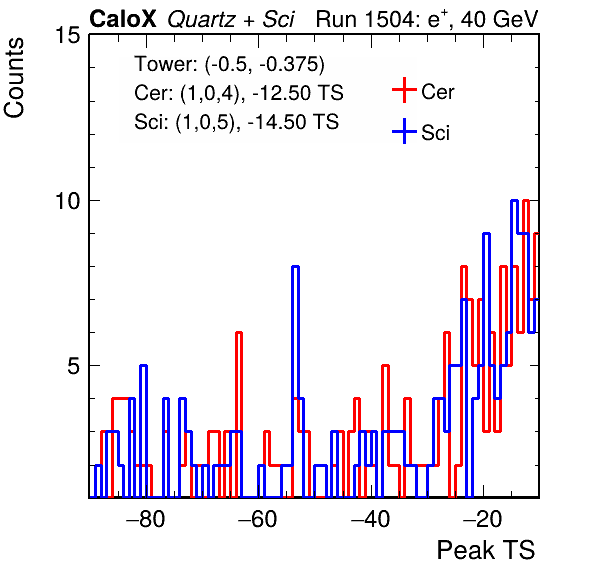 CaloX Quartz + Sci Run 1504: e+, 40 GeV
Counts
15
10
5
Tower: (-0.5, -0.375)
Cer: (1,0,4), -12.50 TS
Sci: (1,0,5), -14.50 TS
Cer
Sci
−80 −60 −40 −20
Peak TS